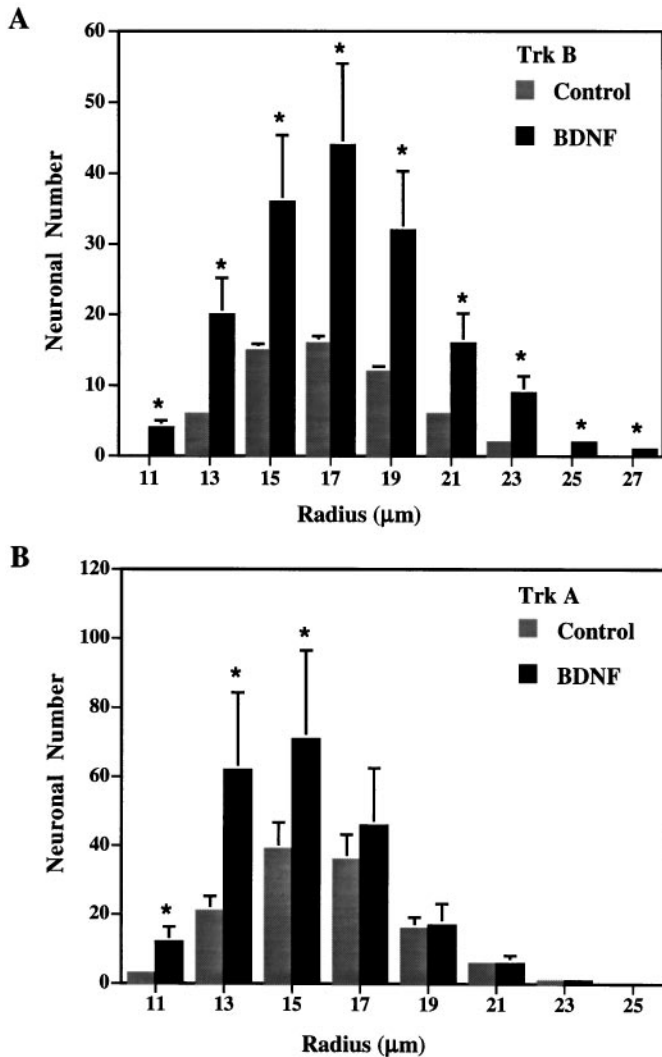 A
Trk B
Control
BDNF
60
50
40
30
20
10
0
Neuronal Number
* * * * * * * * *
11 13 15 17 19 21 23 25 27
Radius (μm)
B
Trk A
Control
BDNF
120
100
80
60
40
20
0
Neuronal Number
* * *
11 13 15 17 19 21 23 25
Radius (μm)